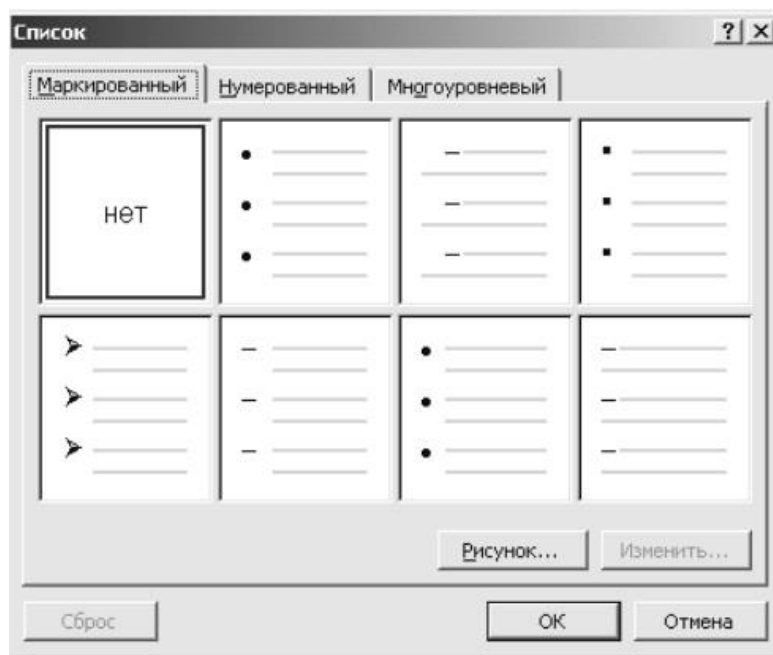 Список
Маркированный Нумерованный Многоуровневый
нет
Рисунок... Изменить...
Сброс ОК Отмена